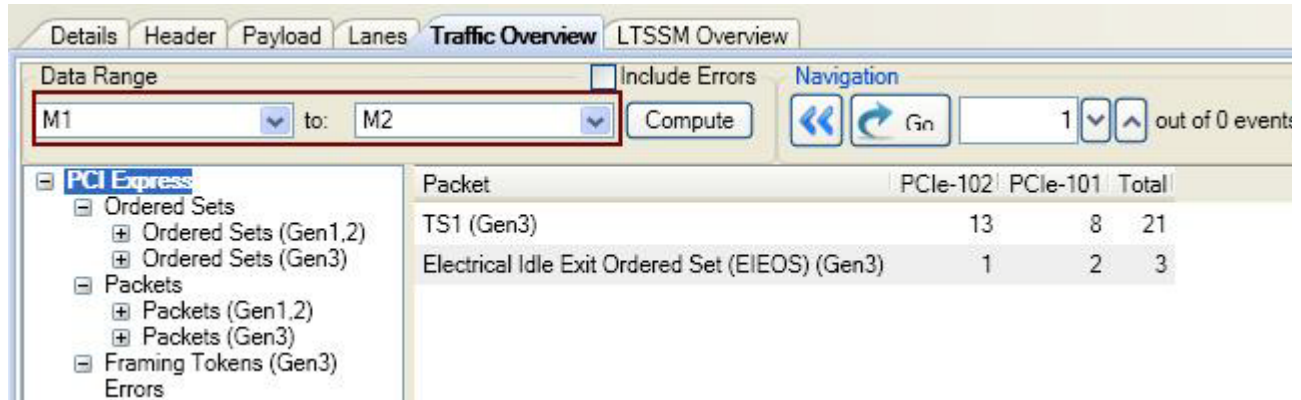 Details Header Payload Lanes Traffic Overview LTSSM Overview
Data Range Include Errors Navigation
M1 to: M2 Compute Go 1 out of 0 events
PCI Express Packet PCIe-102 PCIe-101 Total
Ordered Sets
Ordered Sets (Gen1,2) TS1 (Gen3) 13 8 21
Ordered Sets (Gen3) Electrical Idle Exit Ordered Set (EIEOS) (Gen3) 1 2 3
Packets
Packets (Gen1,2)
Packets (Gen3)
Framing Tokens (Gen3)
Errors